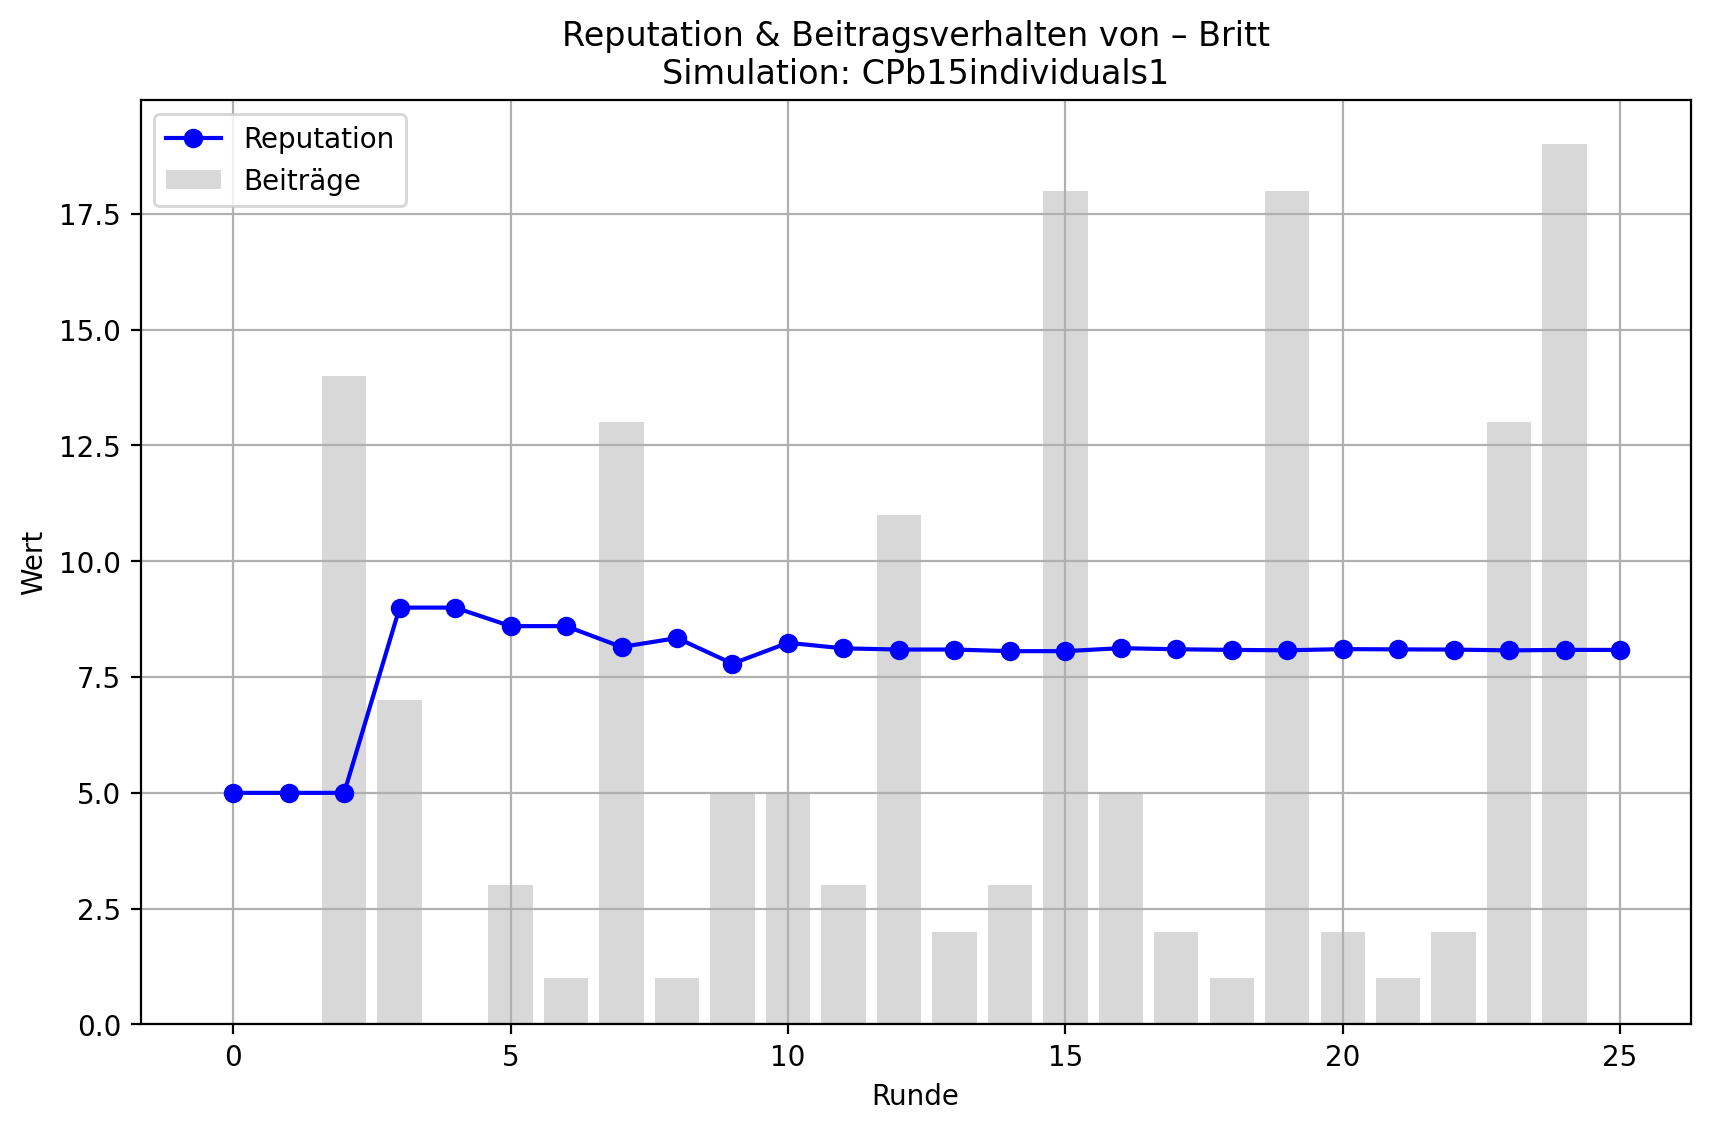 Reputation & Beitragsverhalten von – Britt
Simulation: CPb15individuals1
Reputation
Beiträge
17.5
15.0
12.5
10.0
7.5
5.0
2.5
0.0
Wert
0 5 10 15 20 25
Runde